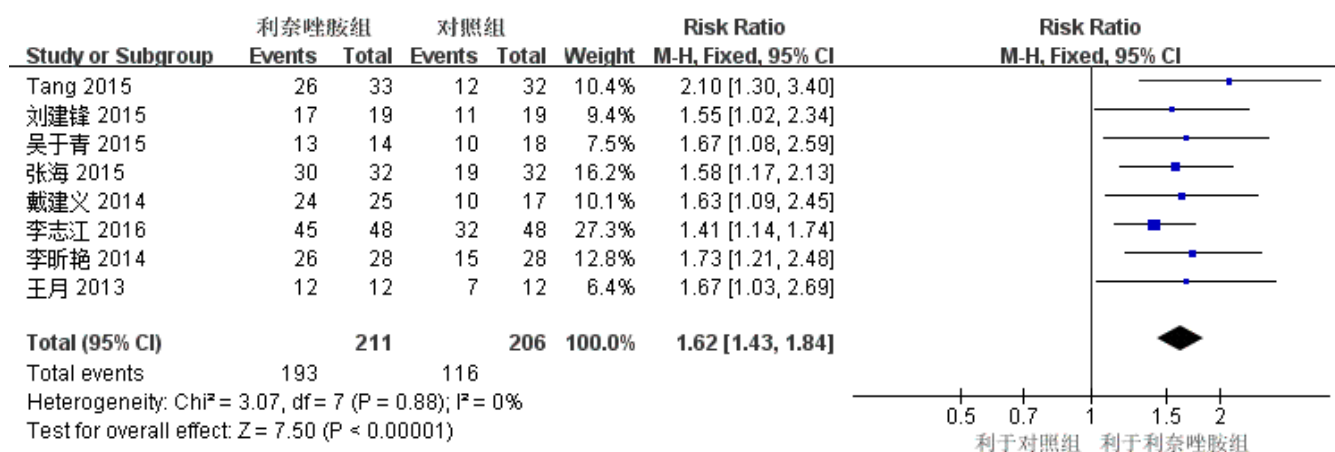 利奈唑胺组 对照组 Risk Ratio Risk Ratio
Study or Subgroup Events Total Events Total Weight M-H, Fixed, 95% CI M-H, Fixed, 95% CI
Tang 2015 26 33 12 32 10.4% 2.10 [1.30, 3.40]
刘建锋 2015 17 19 11 19 9.4% 1.55 [1.02, 2.34]
吴于青 2015 13 14 10 18 7.5% 1.67 [1.08, 2.59]
张海 2015 30 32 19 32 16.2% 1.58 [1.17, 2.13]
戴建义 2014 24 25 10 17 10.1% 1.63 [1.09, 2.45]
李志江 2016 45 48 32 48 27.3% 1.41 [1.14, 1.74]
李昕艳 2014 26 28 15 28 12.8% 1.73 [1.21, 2.48]
王月 2013 12 12 7 12 6.4% 1.67 [1.03, 2.69]
Total (95% CI) 211 206 100.0% 1.62 [1.43, 1.84]
Total events 193 116
Heterogeneity: Chi² = 3.07, df = 7 (P = 0.88); I² = 0%
Test for overall effect: Z = 7.50 (P < 0.00001)
0.5 0.7 1 1.5 2
利于对照组 利于利奈唑胺组